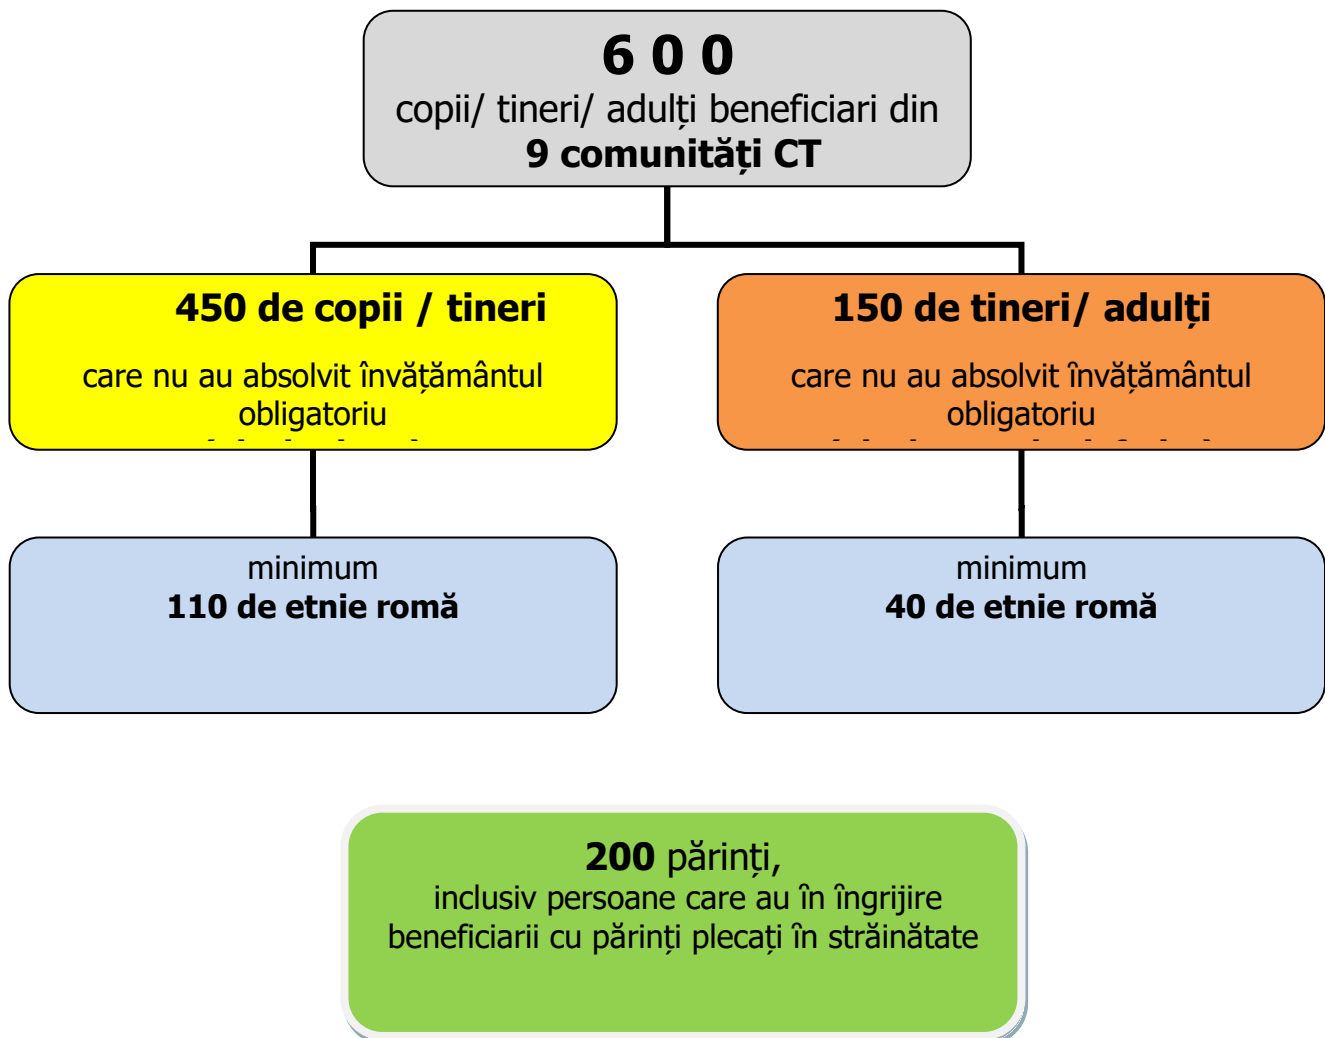 6 0 0
copii/ tineri/ adulți beneficiari din
9 comunități CT
450 de copii / tineri
care nu au absolvit învățământul
obligatoriu
150 de tineri/ adulți
care nu au absolvit învățământul
obligatoriu
minimum
110 de etnie romă
minimum
40 de etnie romă
200 părinți,
inclusiv persoane care au în îngrijire
beneficiarii cu părinți plecați în străinătate